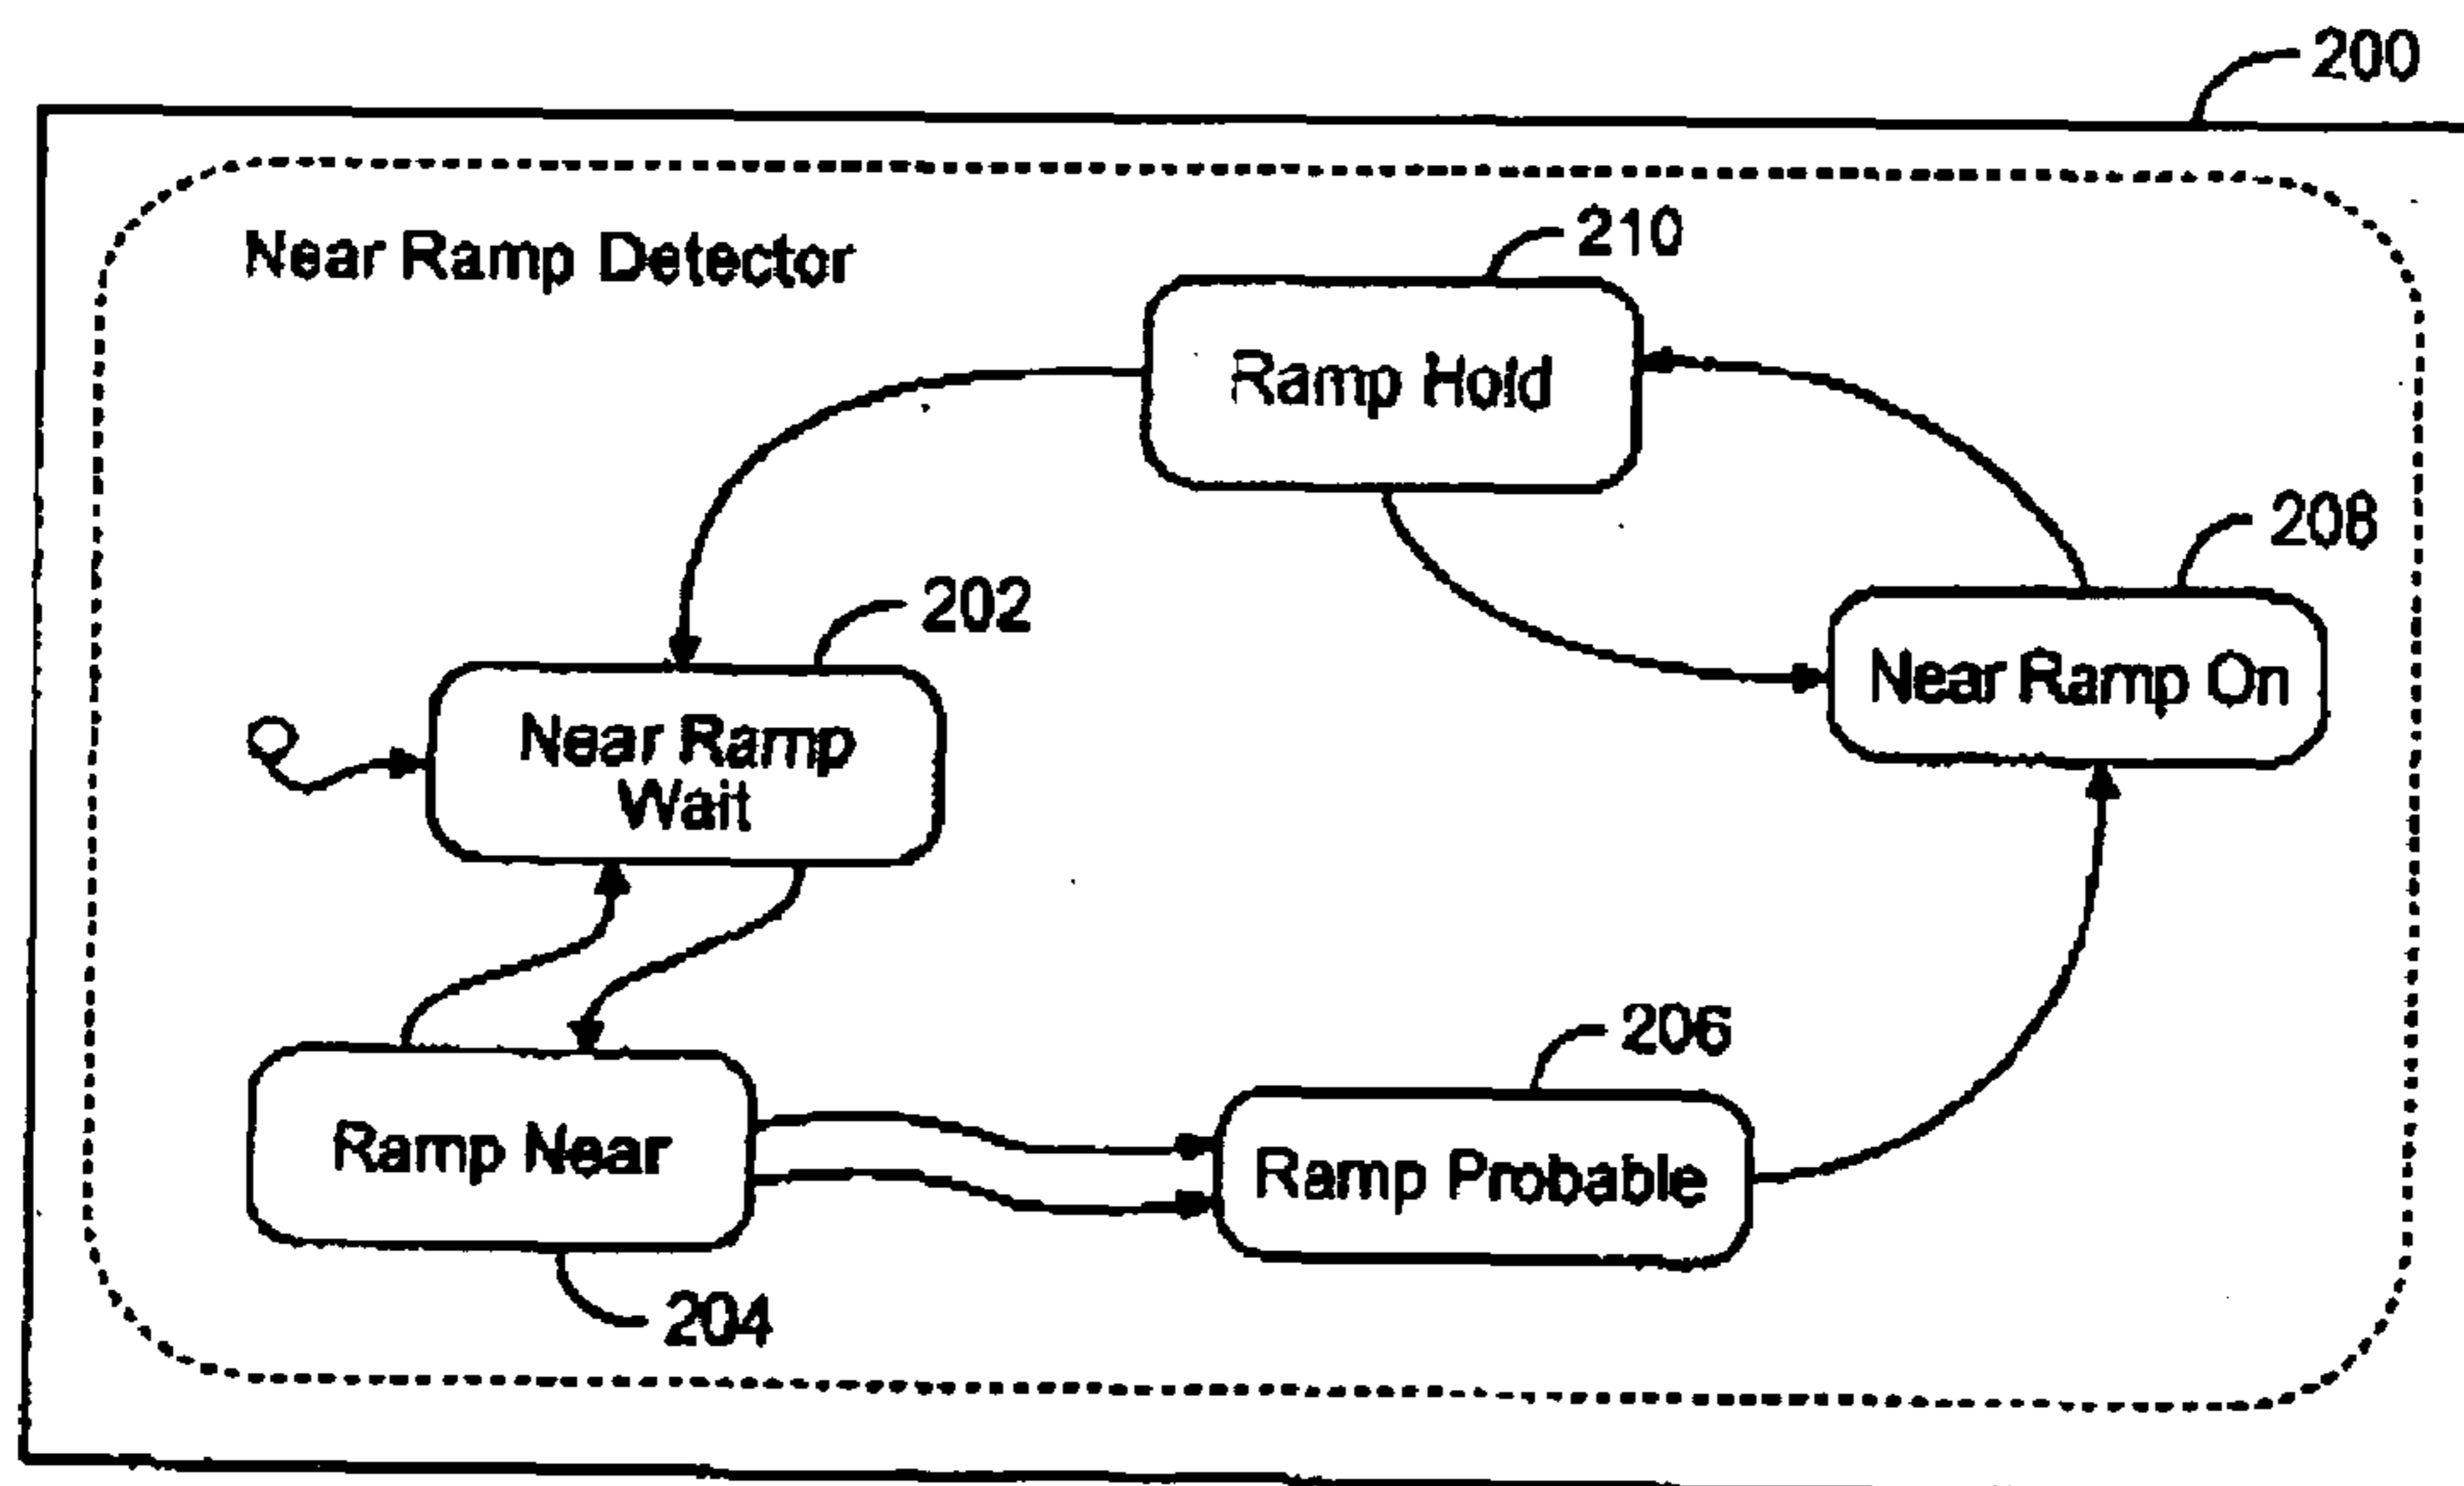 200
Near Ramp Detector
210
Ramp Hold
208
202
Near Ramp On
Near Ramp
Wait
206
Ramp Near
Ramp Probable
204